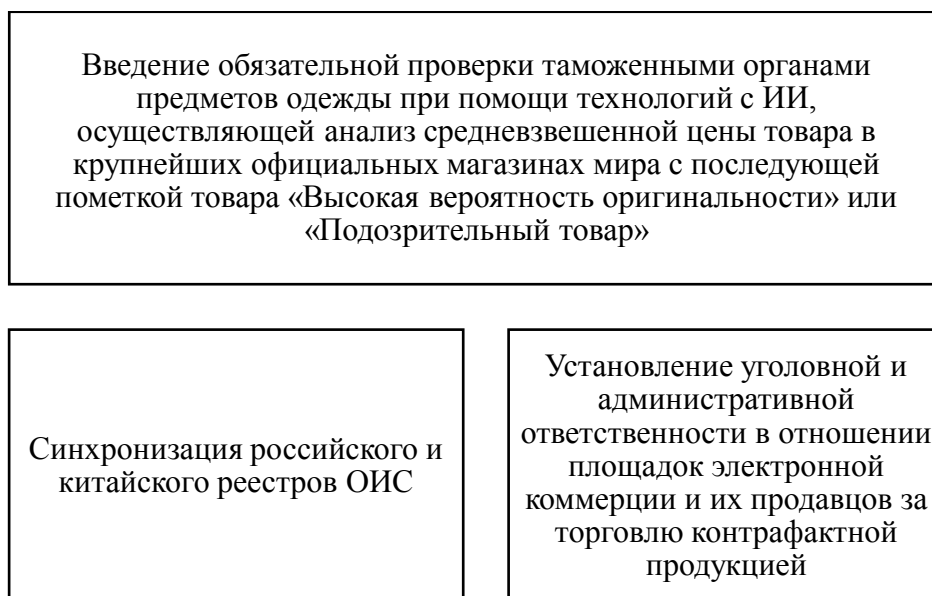 Введение обязательной проверки таможенными органами
предметов одежды при помощи технологий с ИИ,
осуществляющей анализ средневзвешенной цены товара в
крупнейших официальных магазинах мира с последующей
пометкой товара «Высокая вероятность оригинальности» или
«Подозрительный товар»
Синхронизация российского и
китайского реестров ОИС
Установление уголовной и
административной
ответственности в отношении
площадок электронной
коммерции и их продавцов за
торговлю контрафактной
продукцией